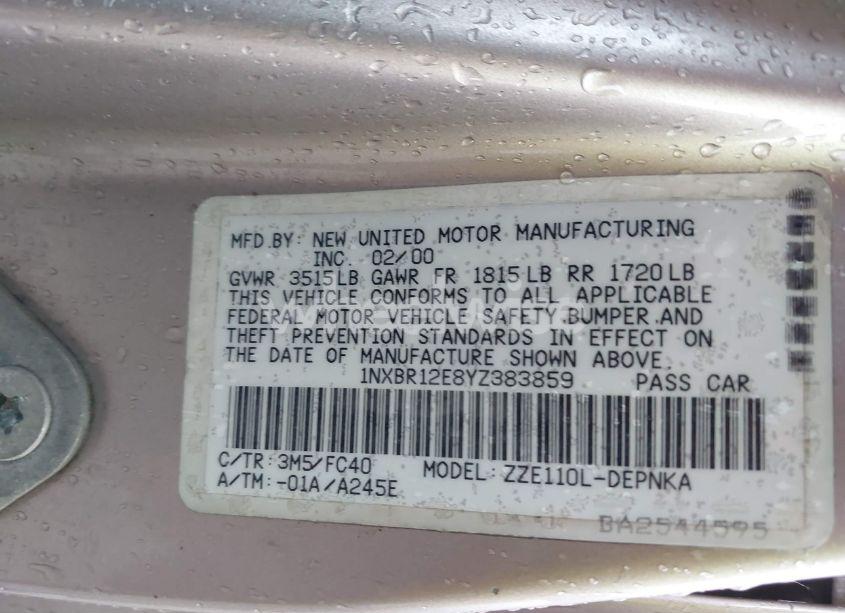 MFD.BY: NEW UNITED MOTOR MANUFACTURING
INC. 02/00
GVWR 3515LB GAWR FR 1815LB RR 1720LB
THIS VEHICLE CONFORMS TO ALL APPLICABLE
FEDERAL MOTOR VEHICLE SAFETY.BUMPER.AND
THEFT PREVENTION STANDARDS IN EFFECT ON
THE DATE OF MANUFACTURE SHOWN ABOVE.
1NXBR12E8YZ383859 PASS CAR
C/TR: 3M5/FC40 MODEL: ZZE110L-DEPNKA
A/TM: -01A/A245E
BA2544595